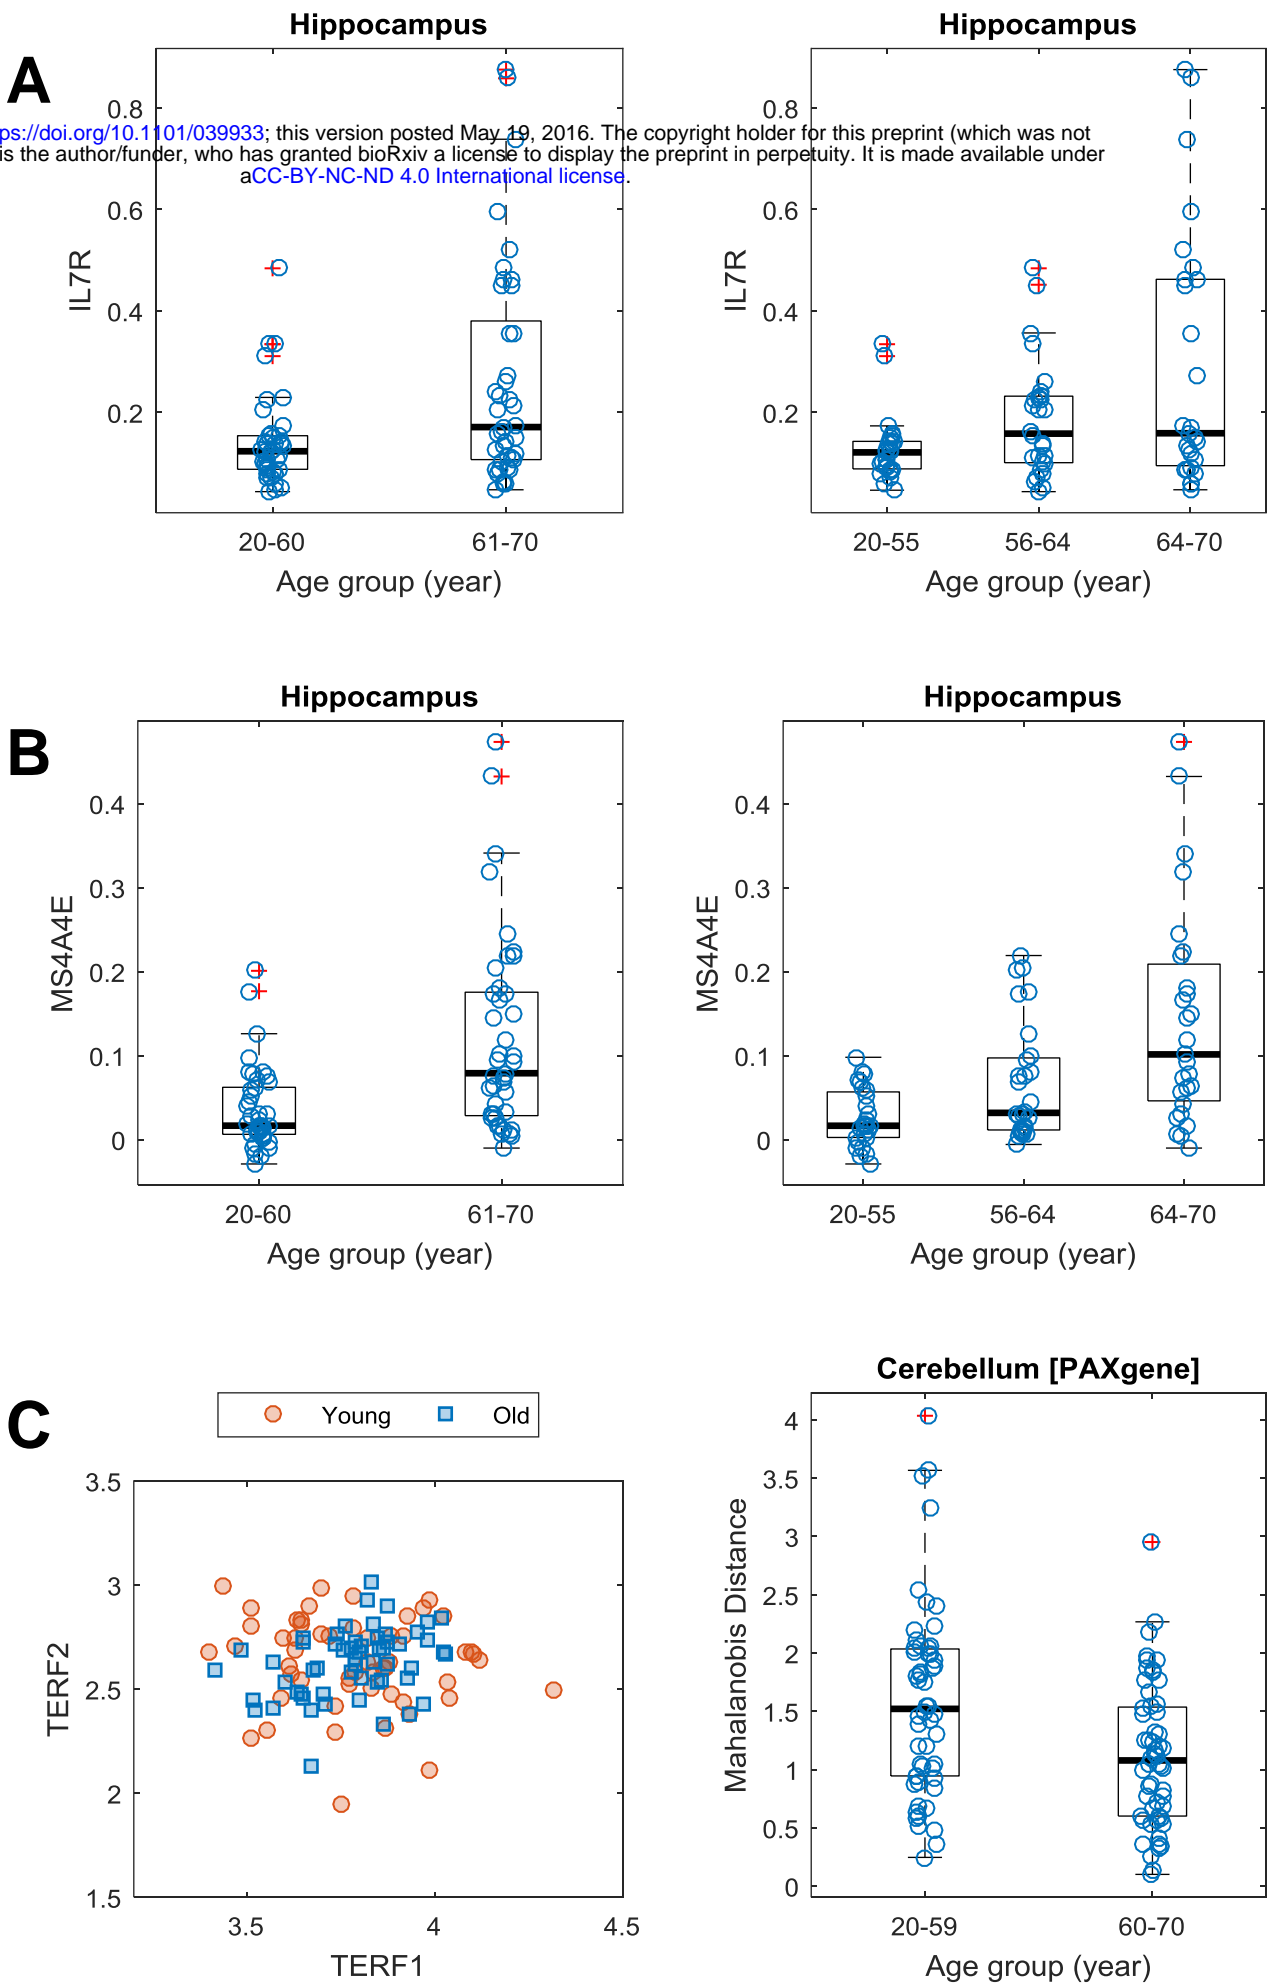 Hippocampus
Hippocampus
A
ps://doi.org/10.1101/039933; this version posted May 19, 2016. The copyright holder for this preprint (which was not
is the author/funder, who has granted bioRxiv a license to display the preprint in perpetuity. It is made available under
aCC-BY-NC-ND 4.0 International license.
0.8
0.6
0.4
0.2
IL7R
20-60
61-70
Age group (year)
0.8
0.6
0.4
0.2
IL7R
20-55
56-64
64-70
Age group (year)
B
Hippocampus
0.4
0.3
0.2
0.1
0
MS4A4E
20-60
61-70
Age group (year)
Hippocampus
0.4
0.3
0.2
0.1
0
MS4A4E
20-55
56-64
64-70
Age group (year)
C
Young
Old
3.5
3
2.5
2
1.5
TERF2
3.5
4
4.5
TERF1
Cerebellum [PAXgene]
4
3.5
3
2.5
2
1.5
1
0.5
0
Mahalanobis Distance
20-59
60-70
Age group (year)